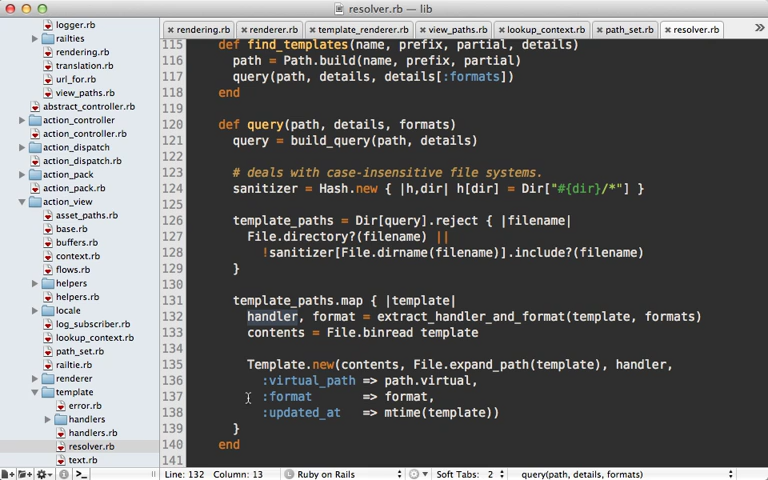 resolver.rb — lib
logger.rb
railties
rendering.rb
translation.rb
url_for.rb
view_paths.rb
abstract_controller.rb
action_controller
action_controller.rb
action_dispatch
action_dispatch.rb
action_pack
action_pack.rb
action_view
asset_paths.rb
base.rb
buffers.rb
context.rb
flows.rb
helpers
helpers.rb
locale
log_subscriber.rb
lookup_context.rb
path_set.rb
railtie.rb
renderer
template
error.rb
handlers
handlers.rb
resolver.rb
text.rb
rendering.rb renderer.rb template_renderer.rb view_paths.rb lookup_context.rb path_set.rb resolver.rb
115 def find_templates(name, prefix, partial, details)
116 path = Path.build(name, prefix, partial)
117 query(path, details, details[:formats])
118 end
119
120 def query(path, details, formats)
121 query = build_query(path, details)
122
123 # deals with case-insensitive file systems.
124 sanitizer = Hash.new { |h,dir| h[dir] = Dir["#{dir}/*"] }
125
126 template_paths = Dir[query].reject { |filename|
127 File.directory?(filename) ||
128 !sanitizer[File.dirname(filename)].include?(filename)
129 }
130
131 template_paths.map { |template|
132 handler, format = extract_handler_and_format(template, formats)
133 contents = File.binread template
134
135 Template.new(contents, File.expand_path(template), handler,
136 :virtual_path => path.virtual,
137 :format => format,
138 :updated_at => mtime(template))
139 }
140 end
141
Line: 132 Column: 13 Ruby on Rails Soft Tabs: 2 query(path, details, formats)